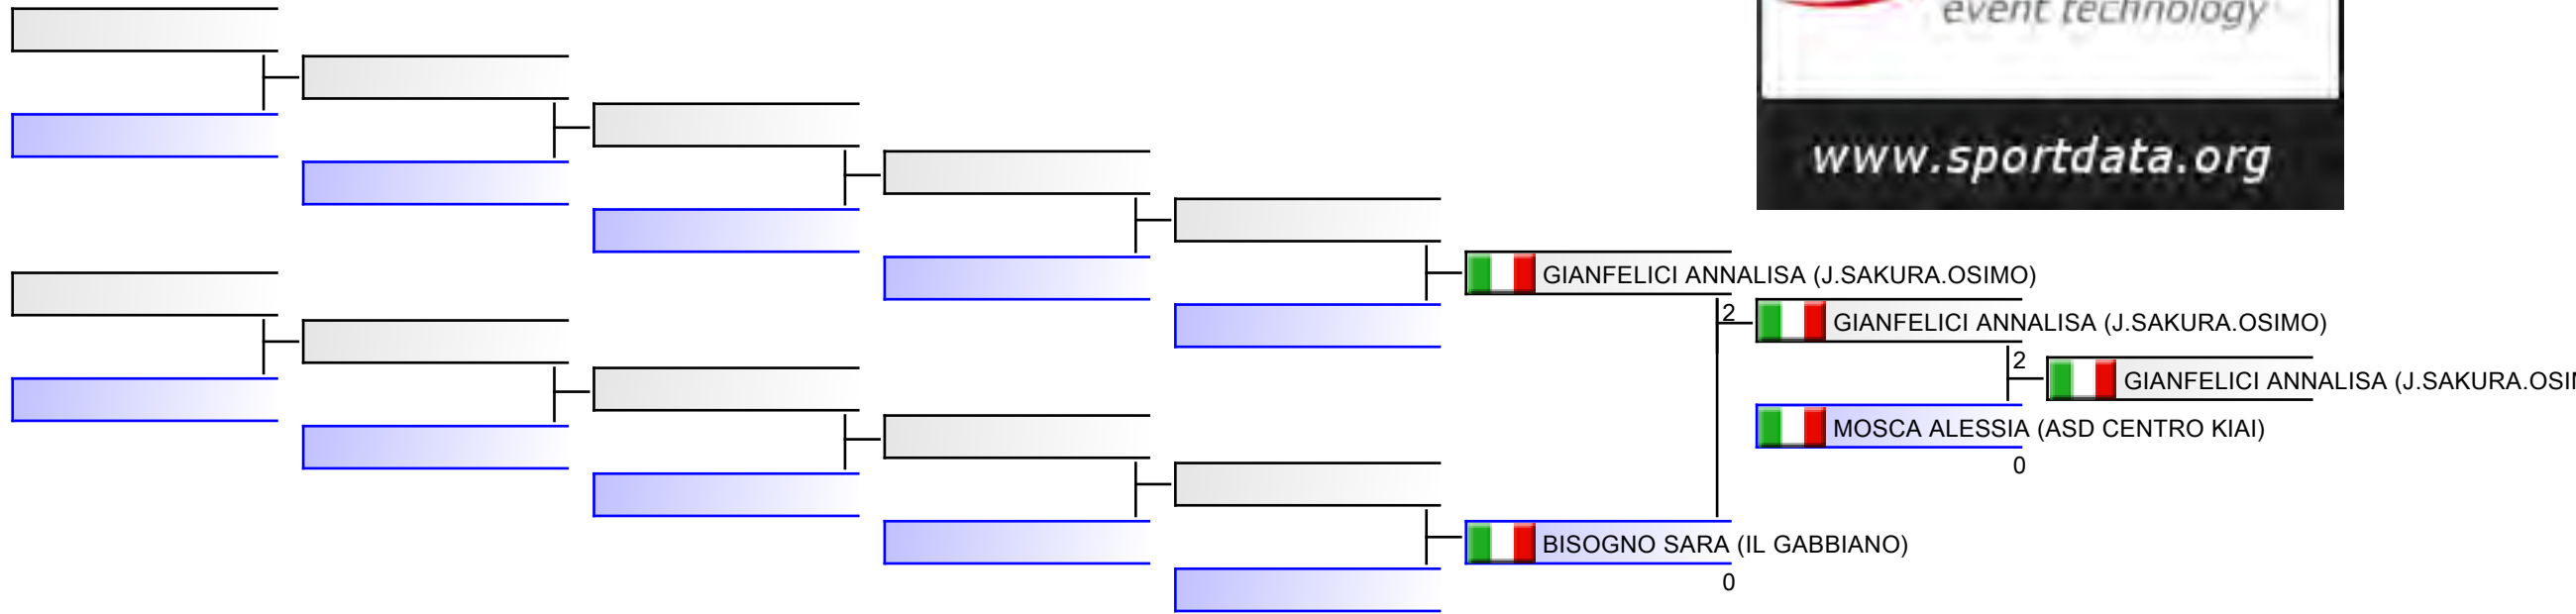 event technology
www.sportdata.org
GIANFELICI ANNALISA (J.SAKURA.OSIMO)
2
GIANFELICI ANNALISA (J.SAKURA.OSIMO)
2
GIANFELICI ANNALISA (J.SAKURA.OSI
MOSCA ALESSIA (ASD CENTRO KIAI)
0
BISOGNO SARA (IL GABBIANO)
0